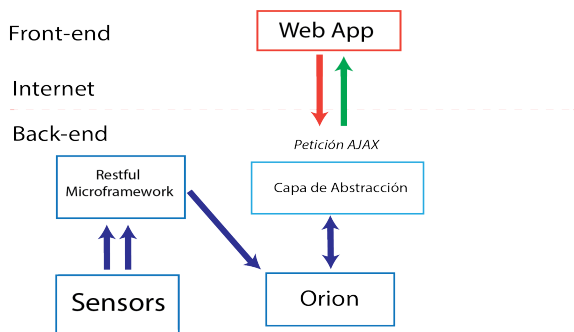 Front-end
Web App
Internet
Back-end
Petición AJAX
Restful
Microframework
Capa de Abstracción
Sensors
Orion